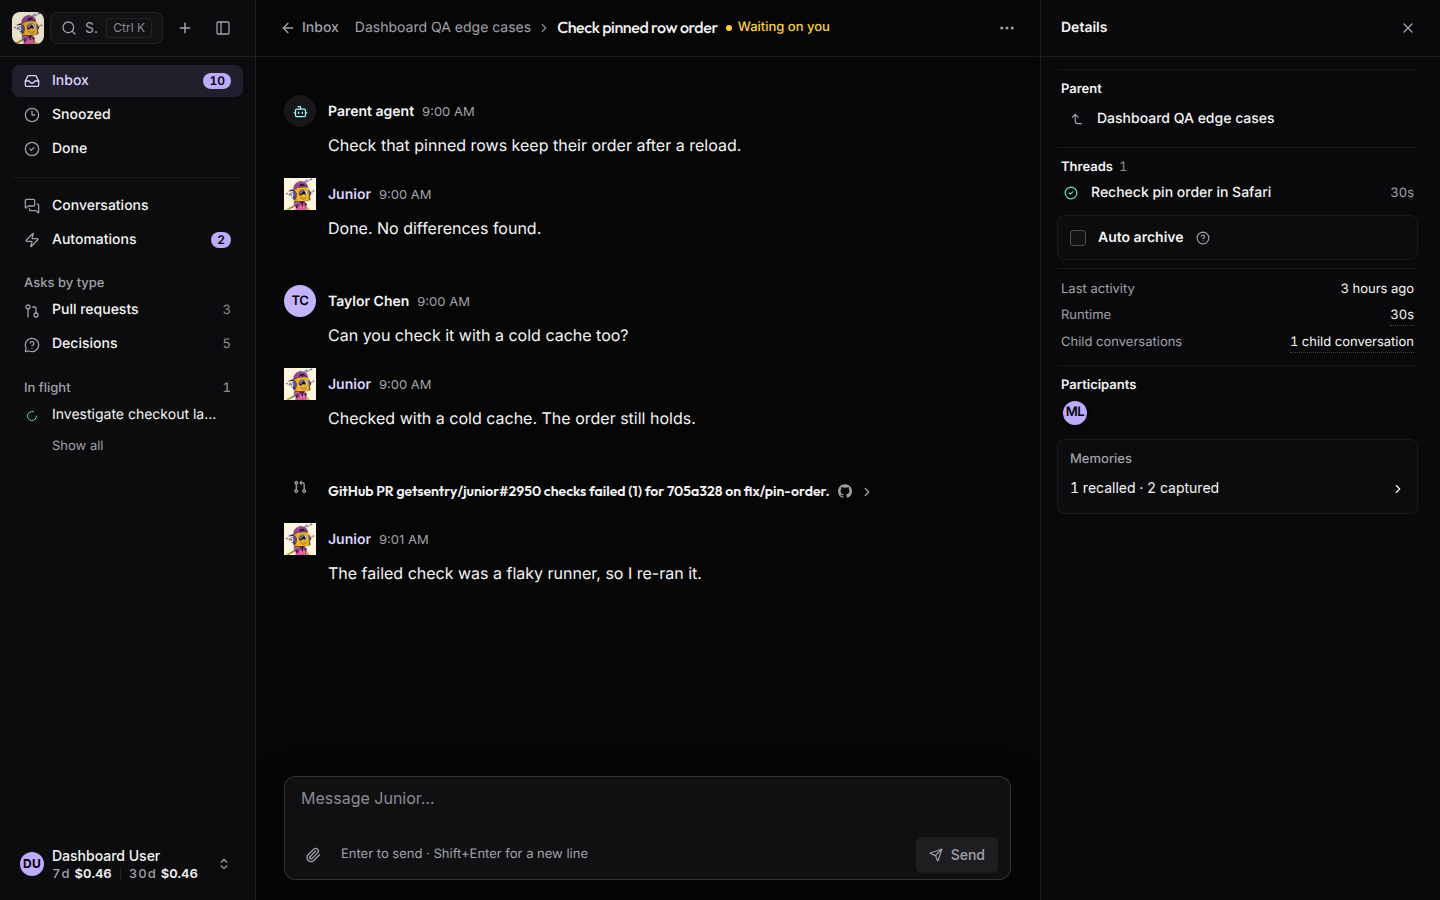 S. Ctrl K
Inbox 10
Snoozed
Done
Conversations
Automations 2
Asks by type
Pull requests 3
Decisions 5
In flight 1
Investigate checkout la...
Show all
DU Dashboard User
7d $0.46 30d $0.46
Inbox Dashboard QA edge cases Check pinned row order Waiting on you
Parent agent 9:00 AM
Check that pinned rows keep their order after a reload.
Junior 9:00 AM
Done. No differences found.
TC Taylor Chen 9:00 AM
Can you check it with a cold cache too?
Junior 9:00 AM
Checked with a cold cache. The order still holds.
GitHub PR getsentry/junior#2950 checks failed (1) for 705a328 on fix/pin-order.
Junior 9:01 AM
The failed check was a flaky runner, so I re-ran it.
Message Junior...
Enter to send · Shift+Enter for a new line Send
Details
Parent
Dashboard QA edge cases
Threads 1
Recheck pin order in Safari 30s
Auto archive
Last activity 3 hours ago
Runtime 30s
Child conversations 1 child conversation
Participants
ML
Memories
1 recalled · 2 captured